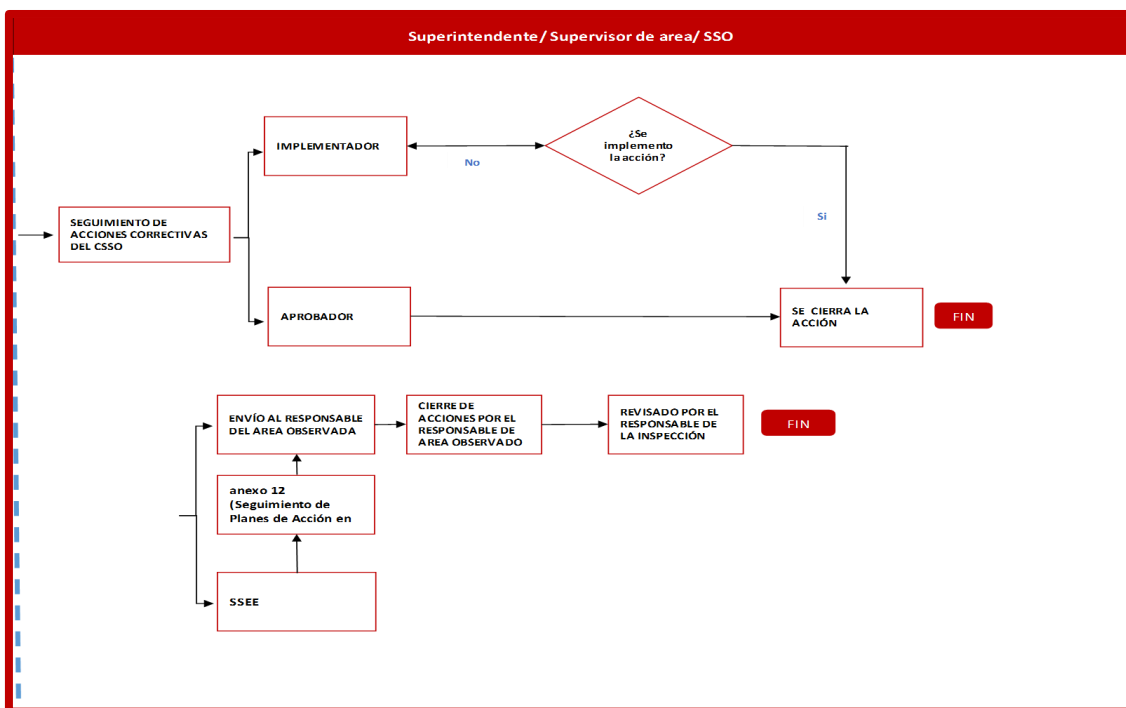 Superintendente/ Supervisor de area/ SSO
IMPLEMENTADOR
¿Se
implemento
la acción?
No
Si
SEGUIMIENTO DE
ACCIONES CORRECTIVAS
DEL CSSO
APROBADOR
SE CIERRA LA
ACCIÓN
FIN
ENVÍO AL RESPONSABLE
DEL AREA OBSERVADA
CIERRE DE
ACCIONES POR EL
RESPONSABLE DE
AREA OBSERVADO
REVISADO POR EL
RESPONSABLE DE
LA INSPECCIÓN
FIN
anexo 12
(Seguimiento de
Planes de Acción en
SSEE